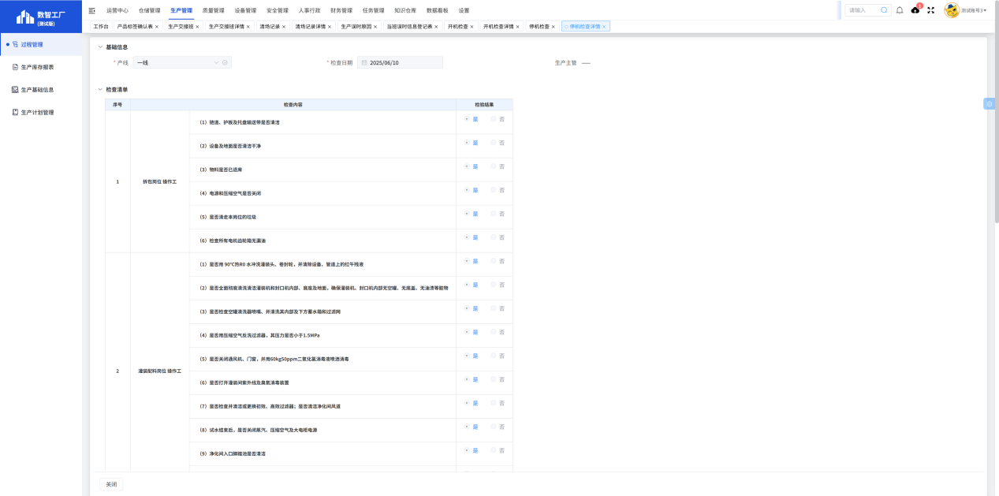 数智工厂
(测试版)
运营中心 仓储管理 生产管理 质量管理 设备管理 安全管理 人事行政 财务管理 任务管理 知识仓库 数据看板 设置
请输入
1
测试账号3
工作台 产品标签确认表 × 生产交接班 × 生产交接班详情 × 清场记录 × 清场记录详情 × 生产误时原因 × 当班误时信息登记表 × 开机检查 × 开机检查详情 × 停机检查 × 停机检查详情 ×
过程管理
生产库存报表
生产基础信息
生产计划管理
基础信息
* 产线 一线
* 检查日期 2025/06/10
生产主管 —
检查清单
序号 检查内容 检验结果
1 拆包岗位 操作工
（1）链道、护板及托盘输送带是否清洁 是 否
（2）设备及地面是否清洁干净 是 否
（3）物料是否已退库 是 否
（4）电源和压缩空气是否关闭 是 否
（5）是否清走本岗位的垃圾 是 否
（6）检查所有电机齿轮箱无漏油 是 否
2 灌装配料岗位 操作工
（1）是否用 90℃热R0 水冲洗灌装头、卷封轮，并清除设备、管道上的红牛残液 是 否
（2）是否全面彻底清洗清洁灌装机和封口机内部、底座及地面，确保灌装机、封口机内部无空罐、无底盖、无油渍等脏物 是 否
（3）是否检查空罐清洗器喷嘴、并清洗其内部及下方蓄水箱和过滤网 是 否
（4）是否用压缩空气反洗过滤器，其压力是否小于1.5MPa 是 否
（5）是否关闭通风机、门窗，并用60kg50ppm二氧化氯消毒液喷洒消毒 是 否
（6）是否打开灌装间紫外线及臭氧消毒装置 是 否
（7）是否检查并清洁或更换初效、高效过滤器；是否清洁净化间风道 是 否
（8）试水结束后，是否关闭蒸汽、压缩空气及大电柜电源 是 否
（9）净化间入口脚踏池是否清洁 是 否
关闭